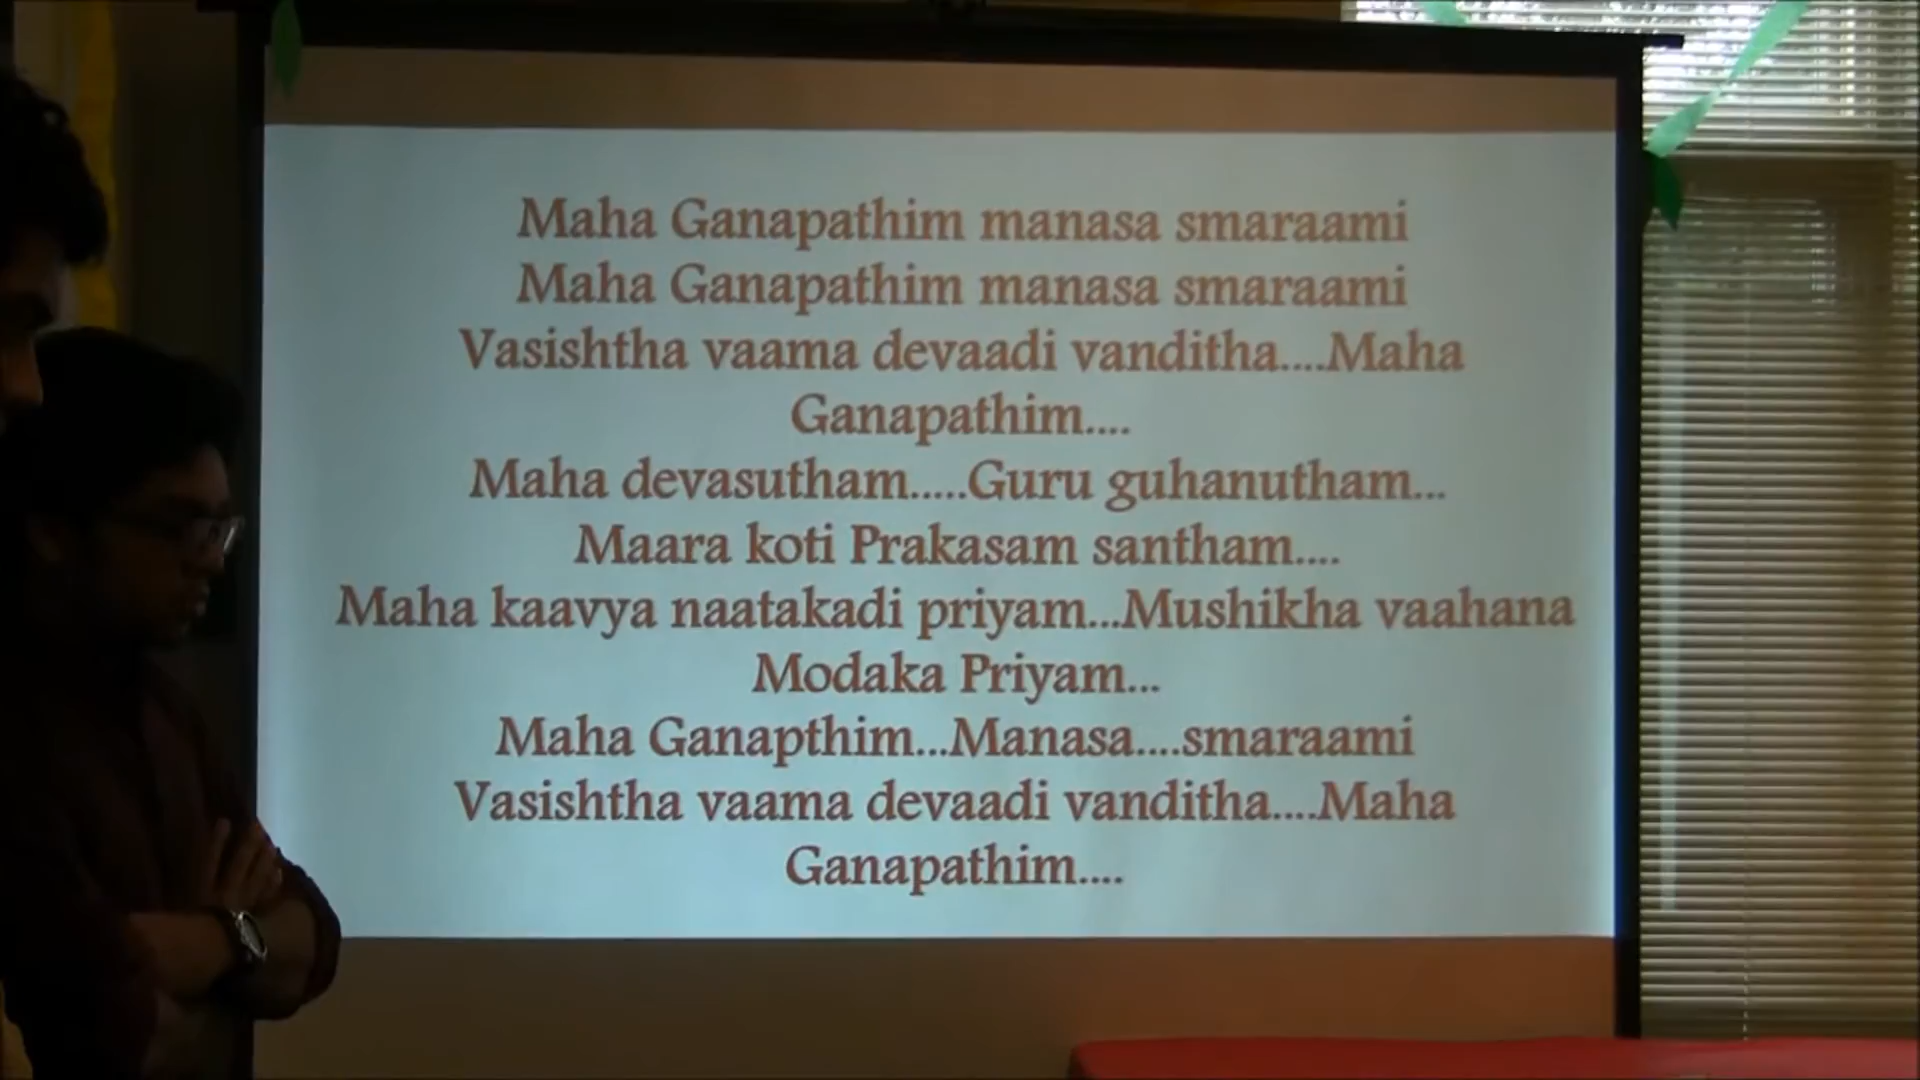 Maha Ganapathim manasa smaraami
Maha Ganapathim manasa smaraami
Vasishtha vaama devaadi vanditha....Maha
Ganapathim....
Maha devasutham.....Guru guhanutham...
Maara koti Prakasam santham....
Maha kaavya naatakadi priyam...Mushikha vaahana
Modaka Priyam...
Maha Ganapthim...Manasa....smaraami
Vasishtha vaama devaadi vanditha....Maha
Ganapathim....